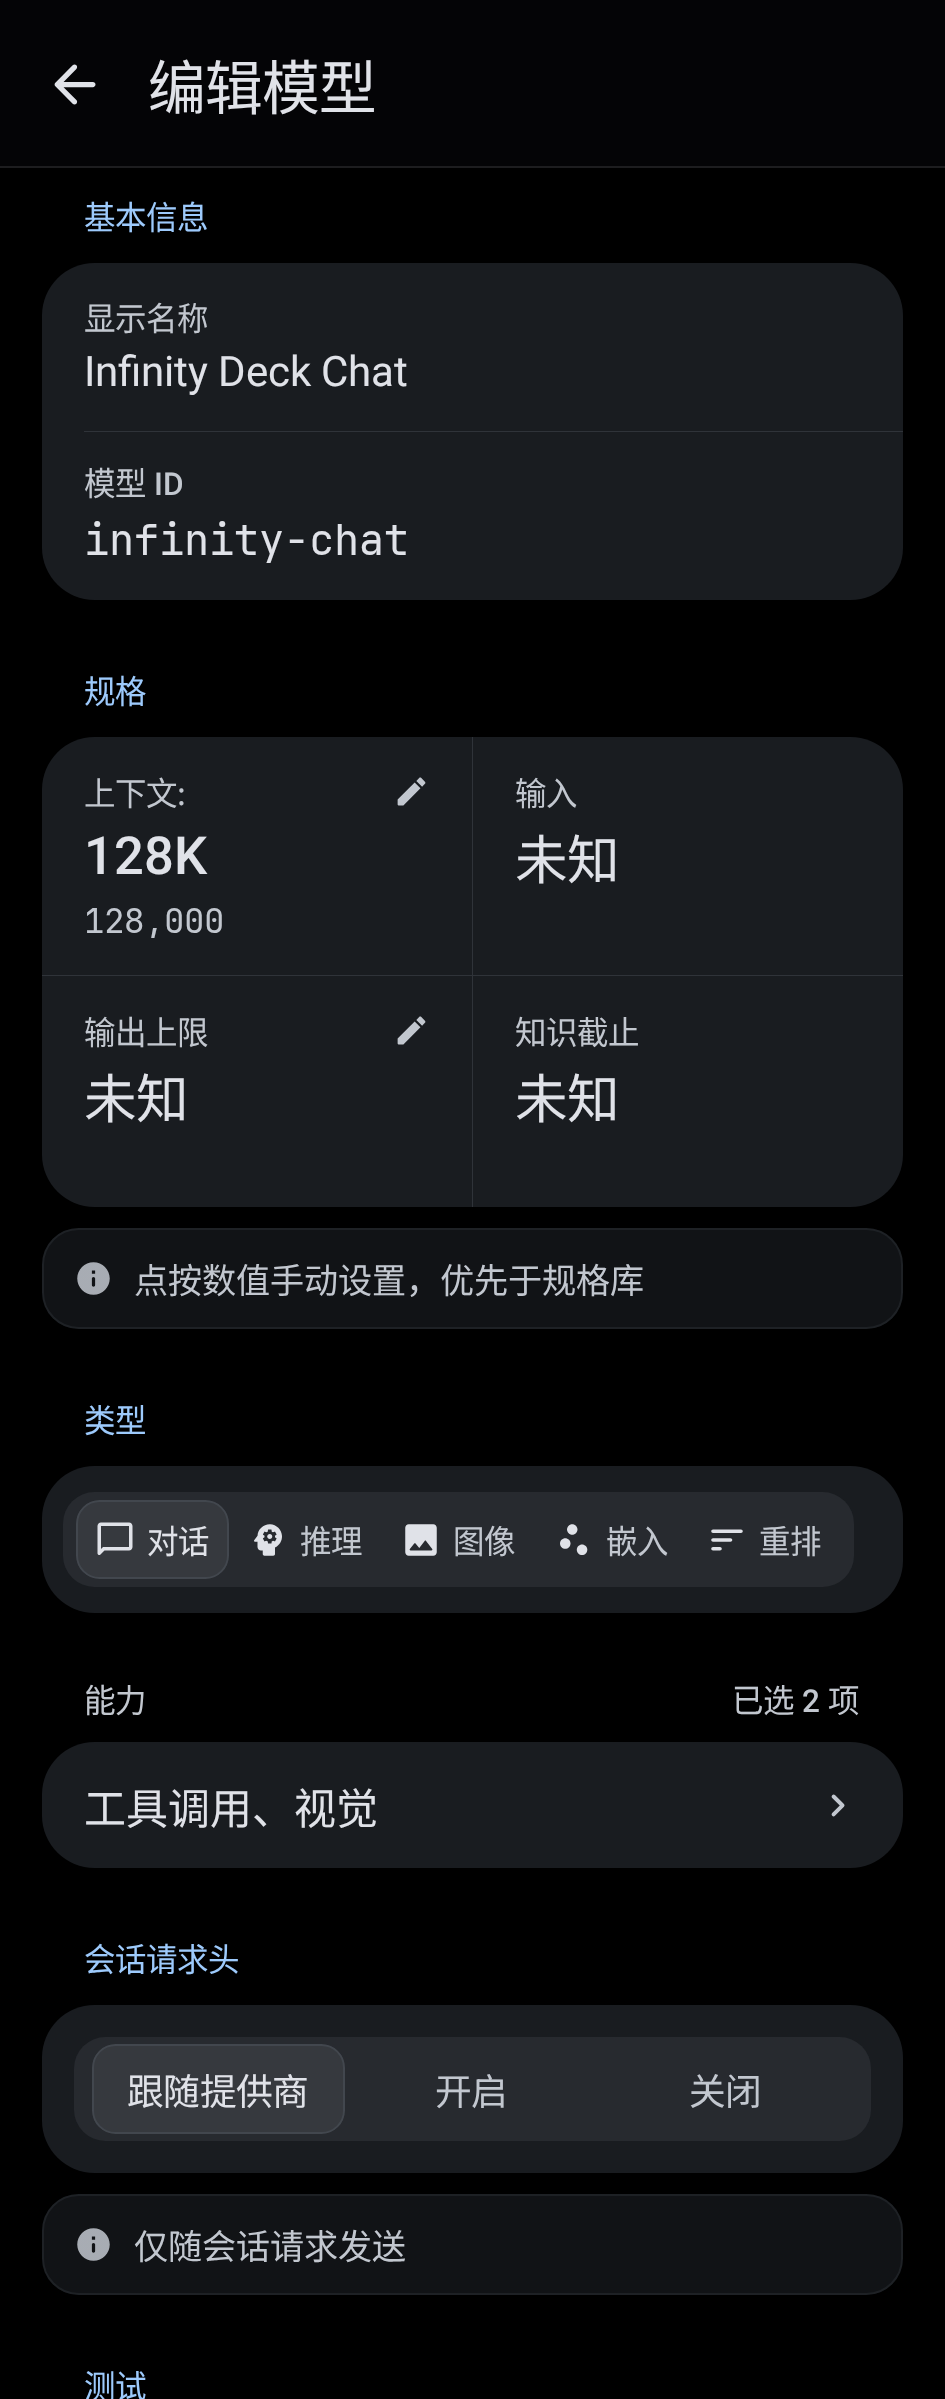 编辑模型
基本信息
显示名称
Infinity Deck Chat
模型 ID
infinity-chat
规格
上下文:
128K
128,000
输入
未知
输出上限
未知
知识截止
未知
点按数值手动设置，优先于规格库
类型
对话 推理 图像 嵌入 重排
能力 已选 2 项
工具调用、视觉
会话请求头
跟随提供商 开启 关闭
仅随会话请求发送
测试